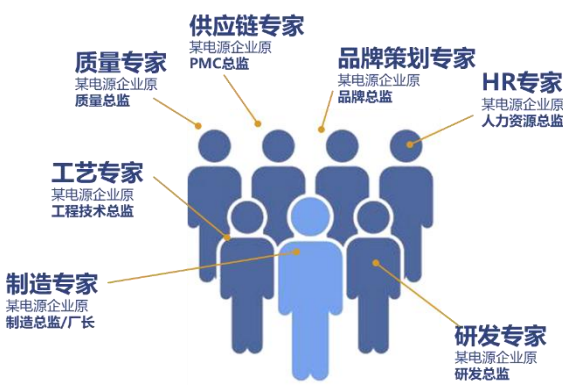 供应链专家
某电源企业原
PMC总监
质量专家
某电源企业原
质量总监
品牌策划专家
某电源企业原
品牌总监
HR专家
某电源企业原
人力资源总监
工艺专家
某电源企业原
工程技术总监
制造专家
某电源企业原
制造总监/厂长
研发专家
某电源企业原
研发总监